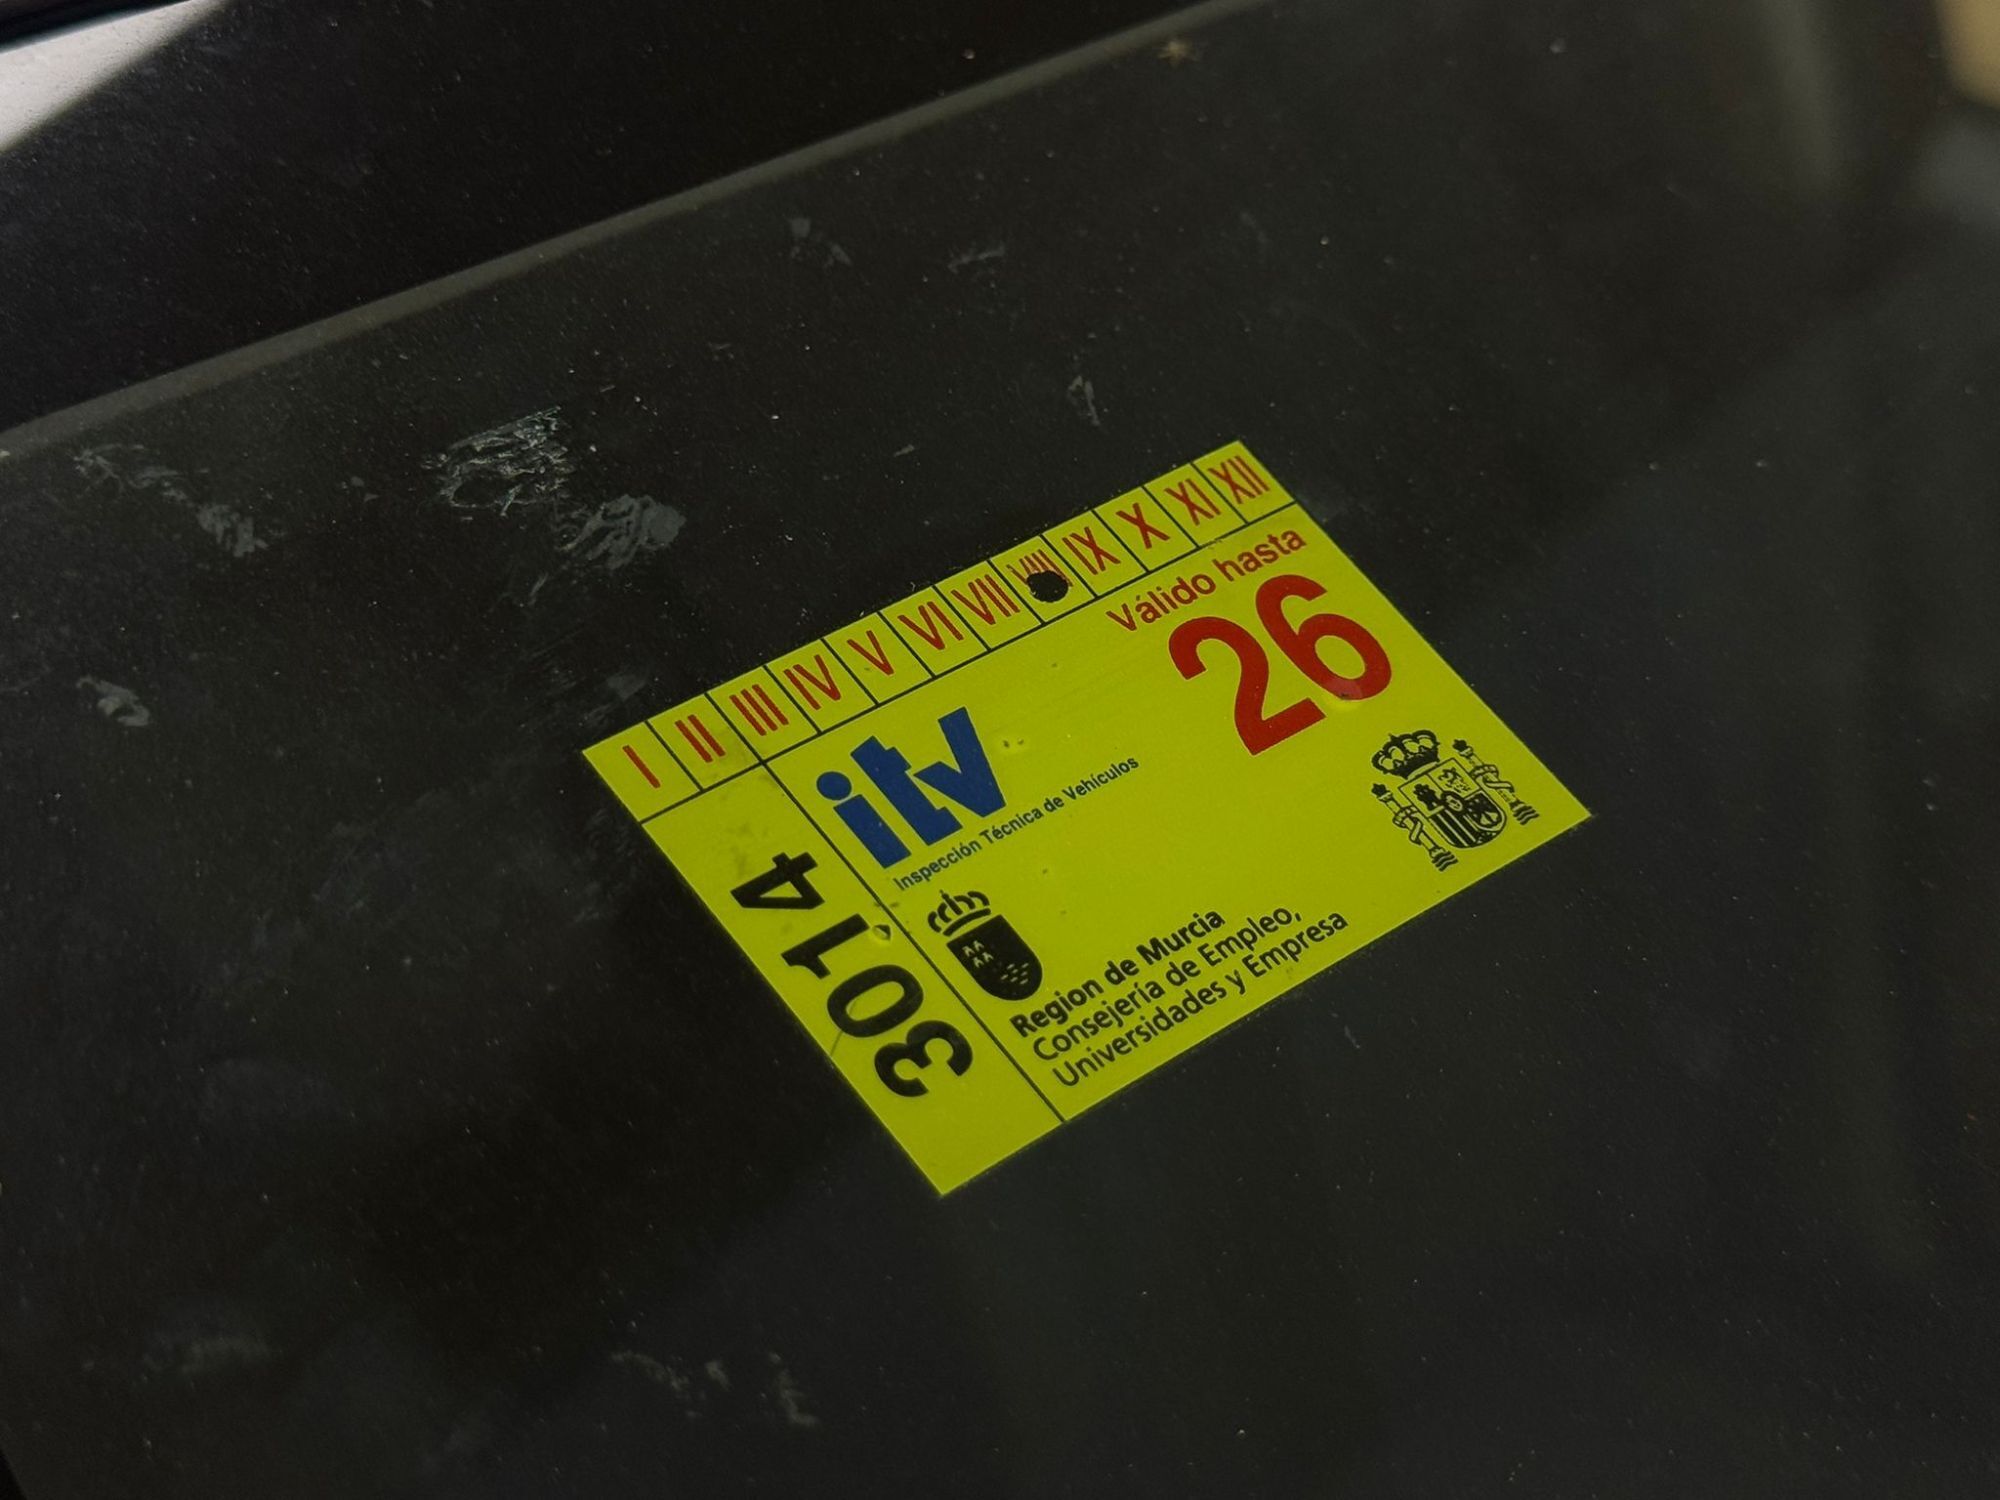 I II III IV V VI VII VIII IX X XI XII
Válido hasta
26
itv
Inspección Técnica de Vehículos
3014
Region de Murcia
Consejería de Empleo,
Universidades y Empresa